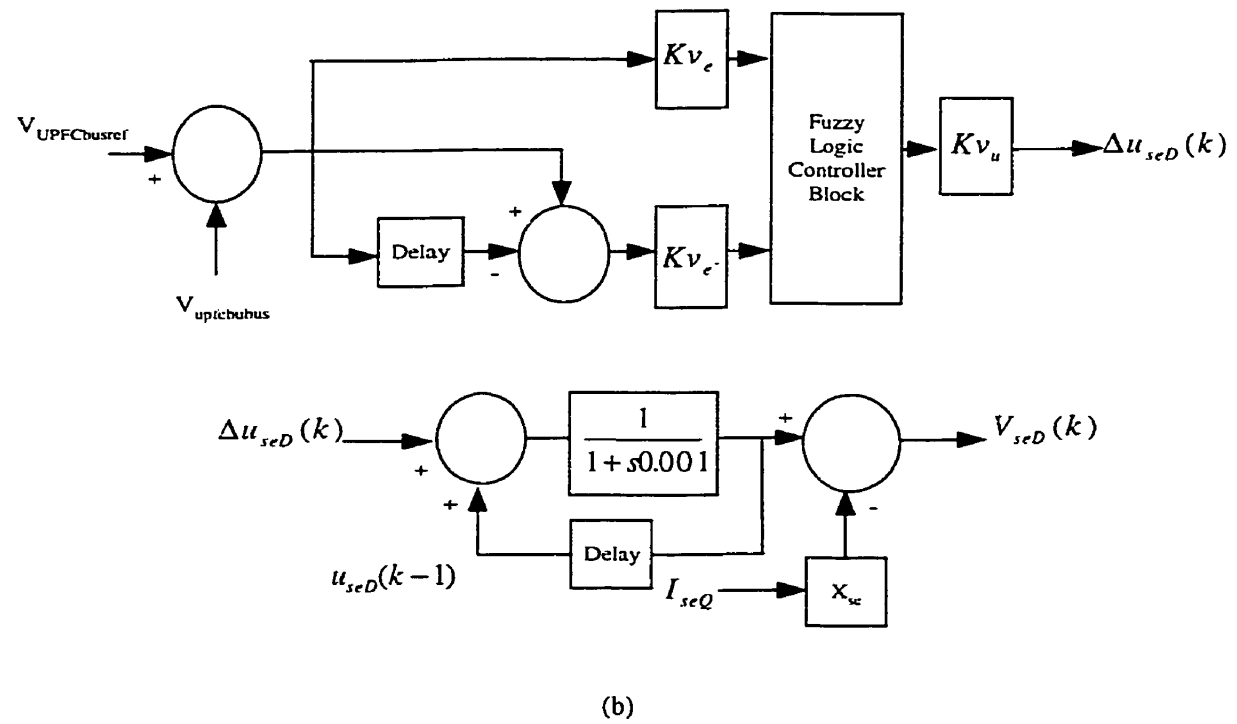 Kv_e
V_UPFCbusref
+
Fuzzy
Logic
Controller
Block
Kv_u
Δu_seD(k)
+
Delay
-
Kv_e-
V_upfcbubus
Δu_seD(k)
+
+
1
1+s0.001
+
-
V_seD(k)
Delay
u_seD(k-1)
I_seQ
X_se
(b)